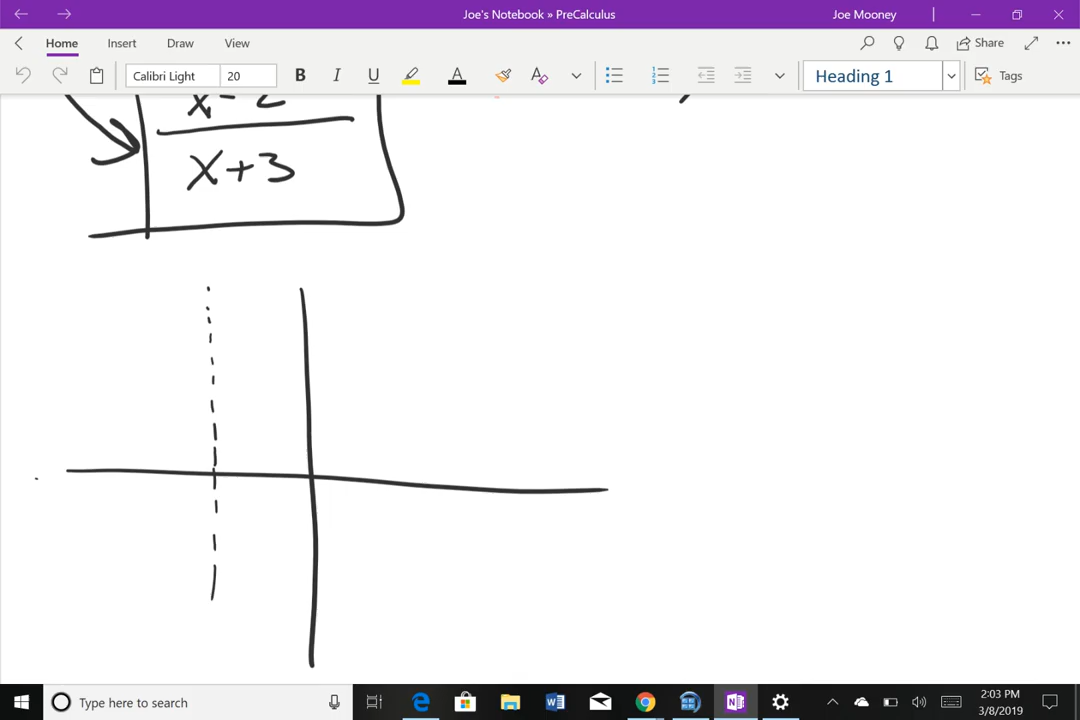 Joe's Notebook » PreCalculus
Joe Mooney
Home Insert Draw View
Share
Calibri Light 20 B I U A A Heading 1 Tags
x - 2
x + 3
Type here to search
2:03 PM
3/8/2019